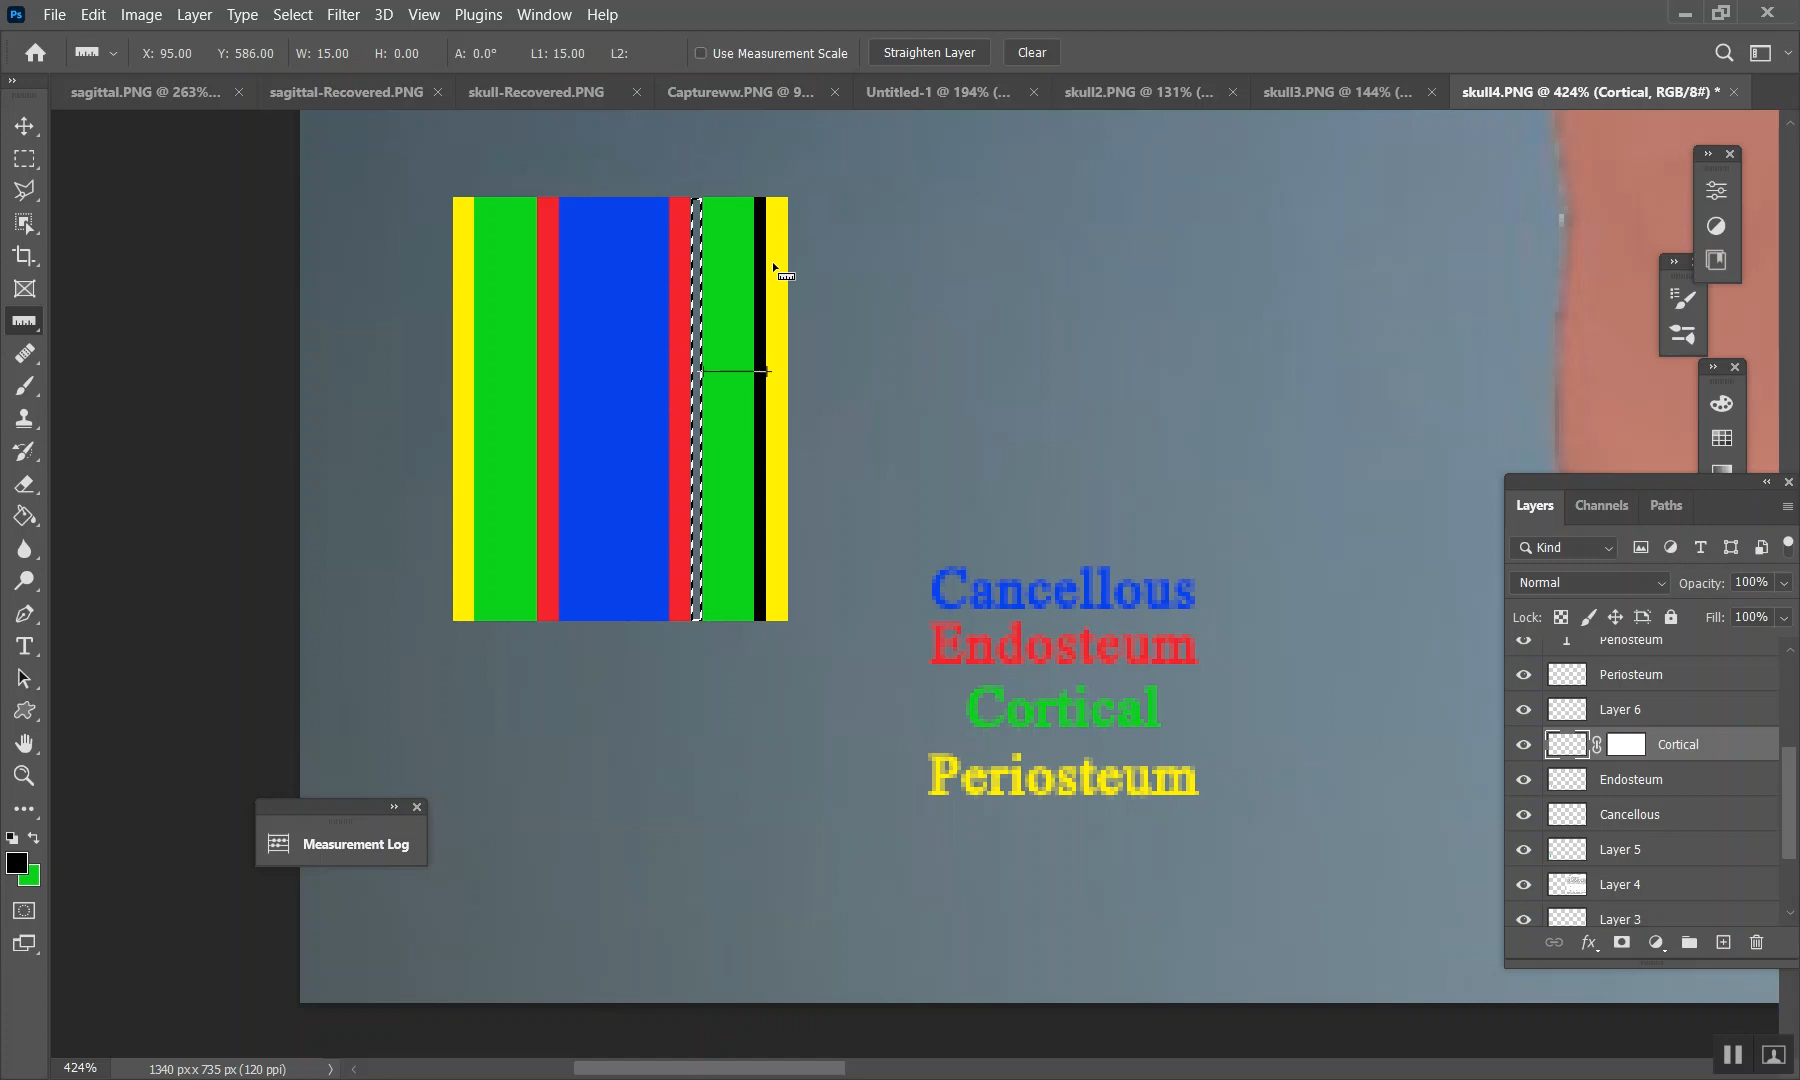 Ps File Edit Image Layer Type Select Filter 3D View Plugins Window Help
X: 95.00 Y: 586.00 W: 15.00 H: 0.00 A: 0.0° L1: 15.00 L2: Use Measurement Scale Straighten Layer Clear
sagittal.PNG @ 263%... sagittal-Recovered.PNG skull-Recovered.PNG Captureww.PNG @ 9... Untitled-1 @ 194% (... skull2.PNG @ 131% (... skull3.PNG @ 144% (... skull4.PNG @ 424% (Cortical, RGB/8#) *
Cancellous
Endosteum
Cortical
Periosteum
Measurement Log
Layers Channels Paths
Kind
Normal Opacity: 100%
Lock: Fill: 100%
Periosteum
Periosteum
Layer 6
Cortical
Endosteum
Cancellous
Layer 5
Layer 4
Layer 3
fx
424% 1340 px x 735 px (120 ppi)